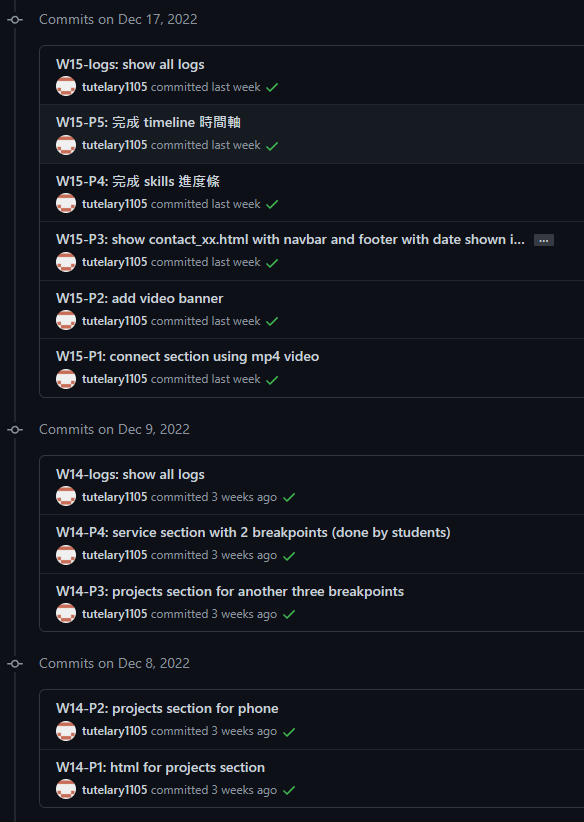 Commits on Dec 17, 2022
W15-logs: show all logs
tutelary1105 committed last week
W15-P5: 完成 timeline 時間軸
tutelary1105 committed last week
W15-P4: 完成 skills 進度條
tutelary1105 committed last week
W15-P3: show contact_xx.html with navbar and footer with date shown i... ...
tutelary1105 committed last week
W15-P2: add video banner
tutelary1105 committed last week
W15-P1: connect section using mp4 video
tutelary1105 committed last week
Commits on Dec 9, 2022
W14-logs: show all logs
tutelary1105 committed 3 weeks ago
W14-P4: service section with 2 breakpoints (done by students)
tutelary1105 committed 3 weeks ago
W14-P3: projects section for another three breakpoints
tutelary1105 committed 3 weeks ago
Commits on Dec 8, 2022
W14-P2: projects section for phone
tutelary1105 committed 3 weeks ago
W14-P1: html for projects section
tutelary1105 committed 3 weeks ago